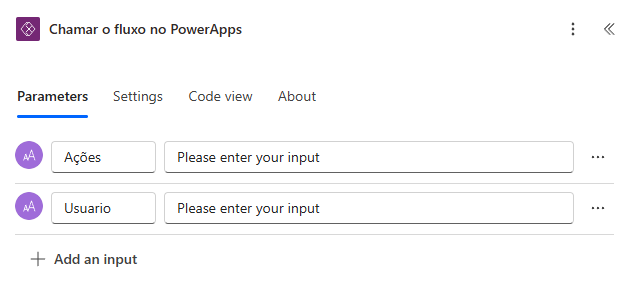 Chamar o fluxo no PowerApps
Parameters Settings Code view About
AA Ações Please enter your input
AA Usuario Please enter your input
Add an input